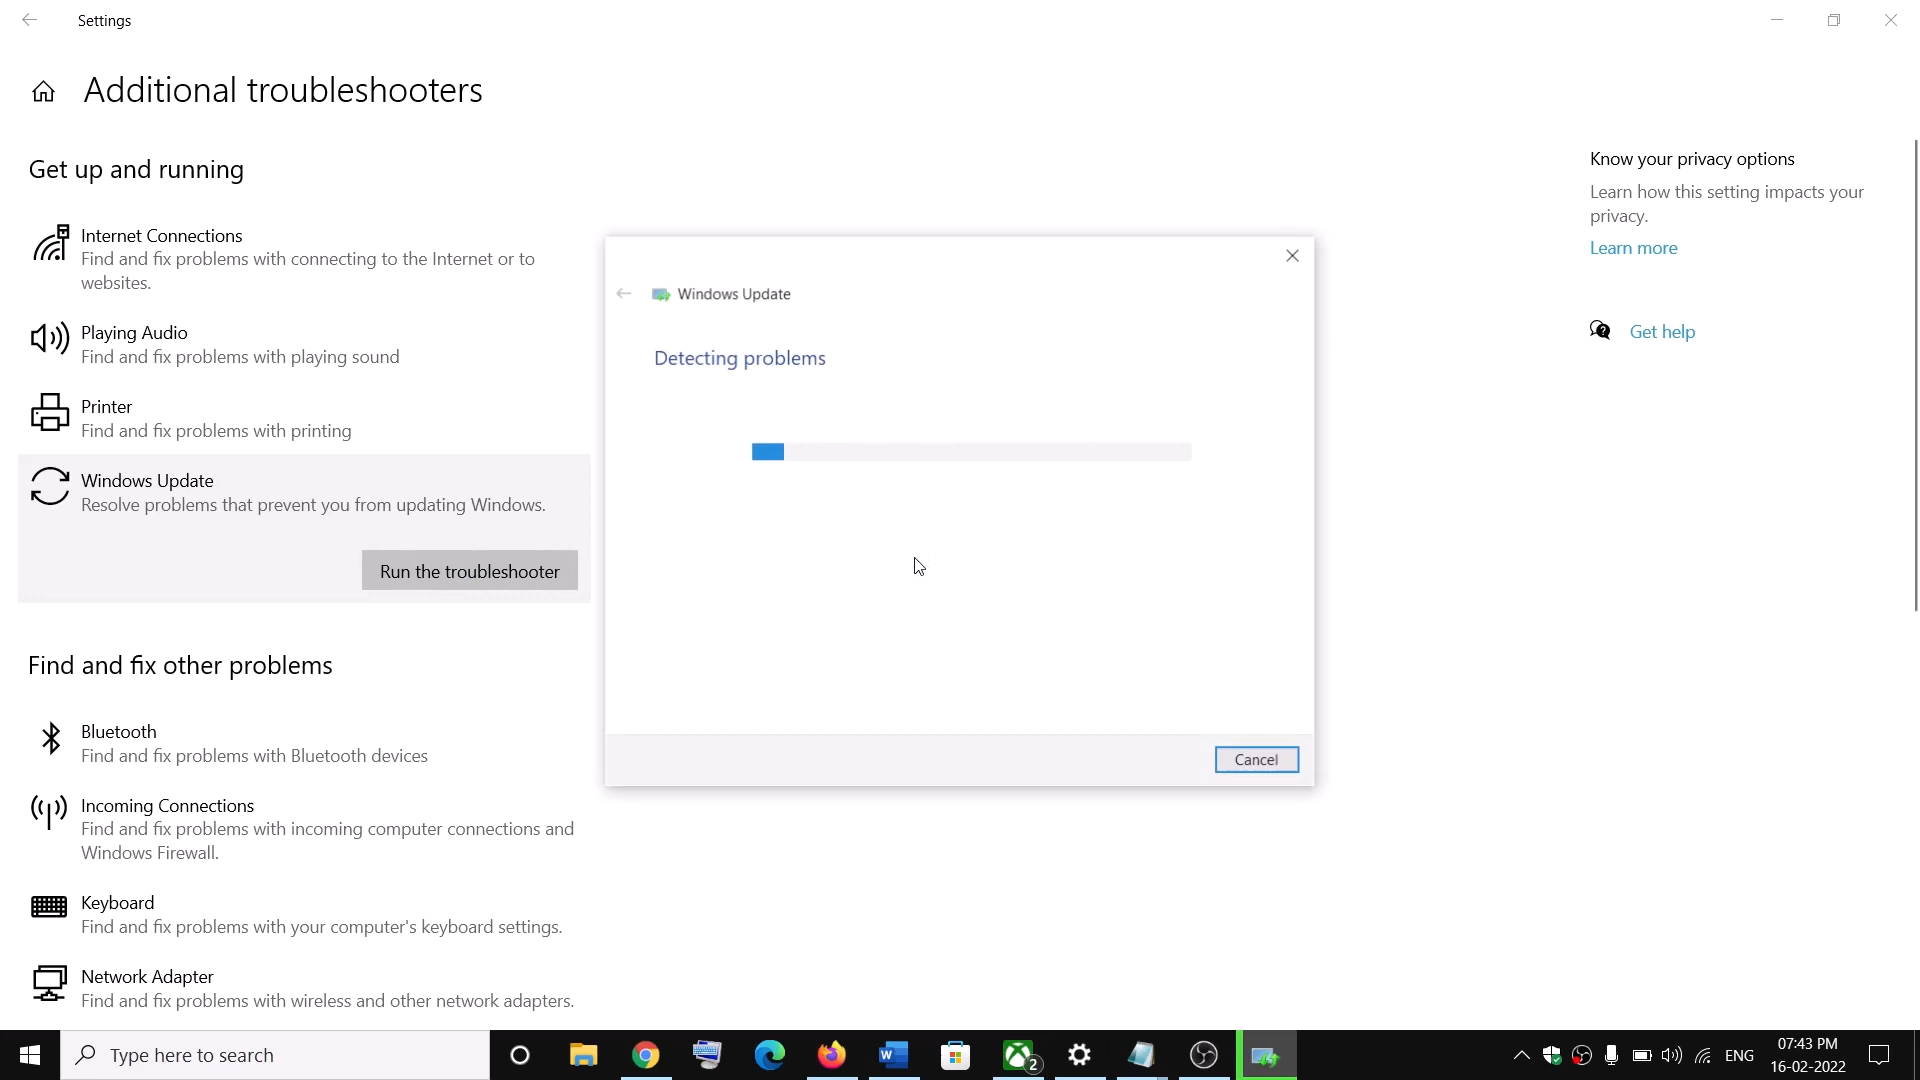 Settings
Additional troubleshooters
Get up and running
Internet Connections
Find and fix problems with connecting to the Internet or to
websites.
Playing Audio
Find and fix problems with playing sound
Printer
Find and fix problems with printing
Windows Update
Resolve problems that prevent you from updating Windows.
Run the troubleshooter
Find and fix other problems
Bluetooth
Find and fix problems with Bluetooth devices
Incoming Connections
Find and fix problems with incoming computer connections and
Windows Firewall.
Keyboard
Find and fix problems with your computer's keyboard settings.
Network Adapter
Find and fix problems with wireless and other network adapters.
Windows Update
Detecting problems
Cancel
Know your privacy options
Learn how this setting impacts your
privacy.
Learn more
Get help
Type here to search
W
2
ENG
07:43 PM
16-02-2022